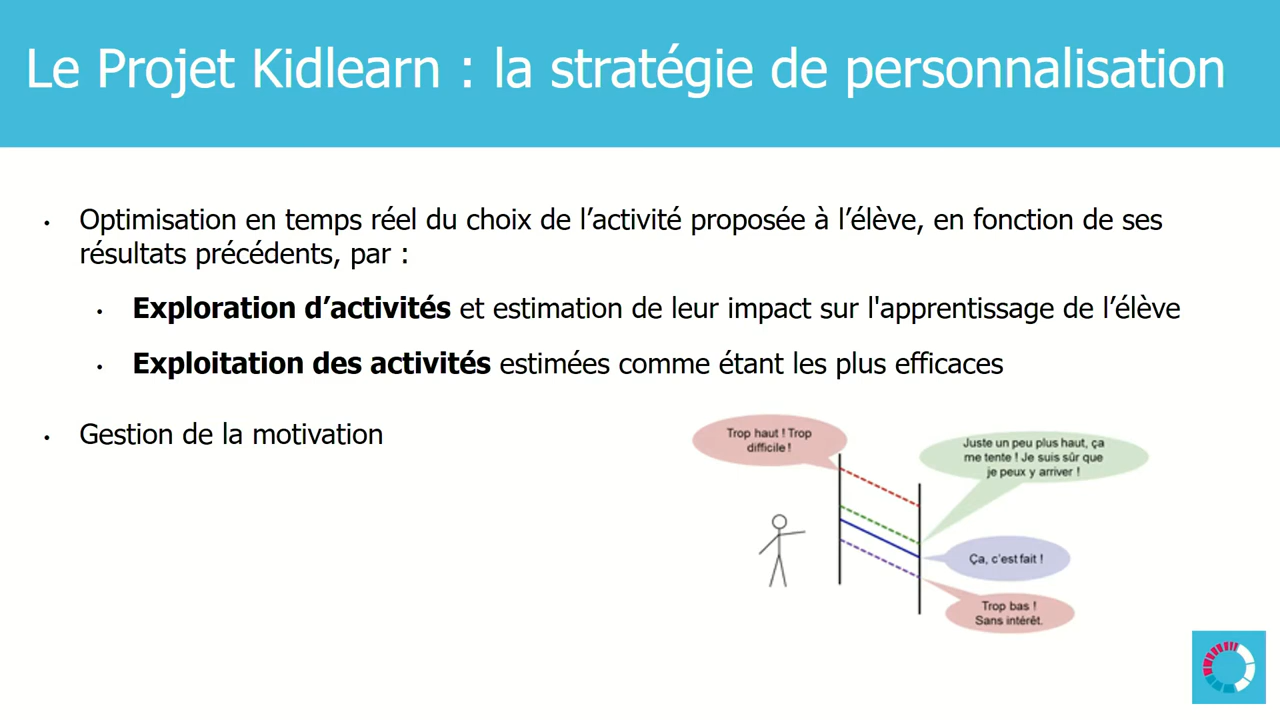 Le Projet Kidlearn : la stratégie de personnalisation
• Optimisation en temps réel du choix de l’activité proposée à l’élève, en fonction de ses
résultats précédents, par :
• Exploration d’activités et estimation de leur impact sur l'apprentissage de l’élève
• Exploitation des activités estimées comme étant les plus efficaces
• Gestion de la motivation
Trop haut ! Trop
difficile !
Juste un peu plus haut, ça
me tente ! Je suis sûr que
je peux y arriver !
Ça, c’est fait !
Trop bas !
Sans intérêt.